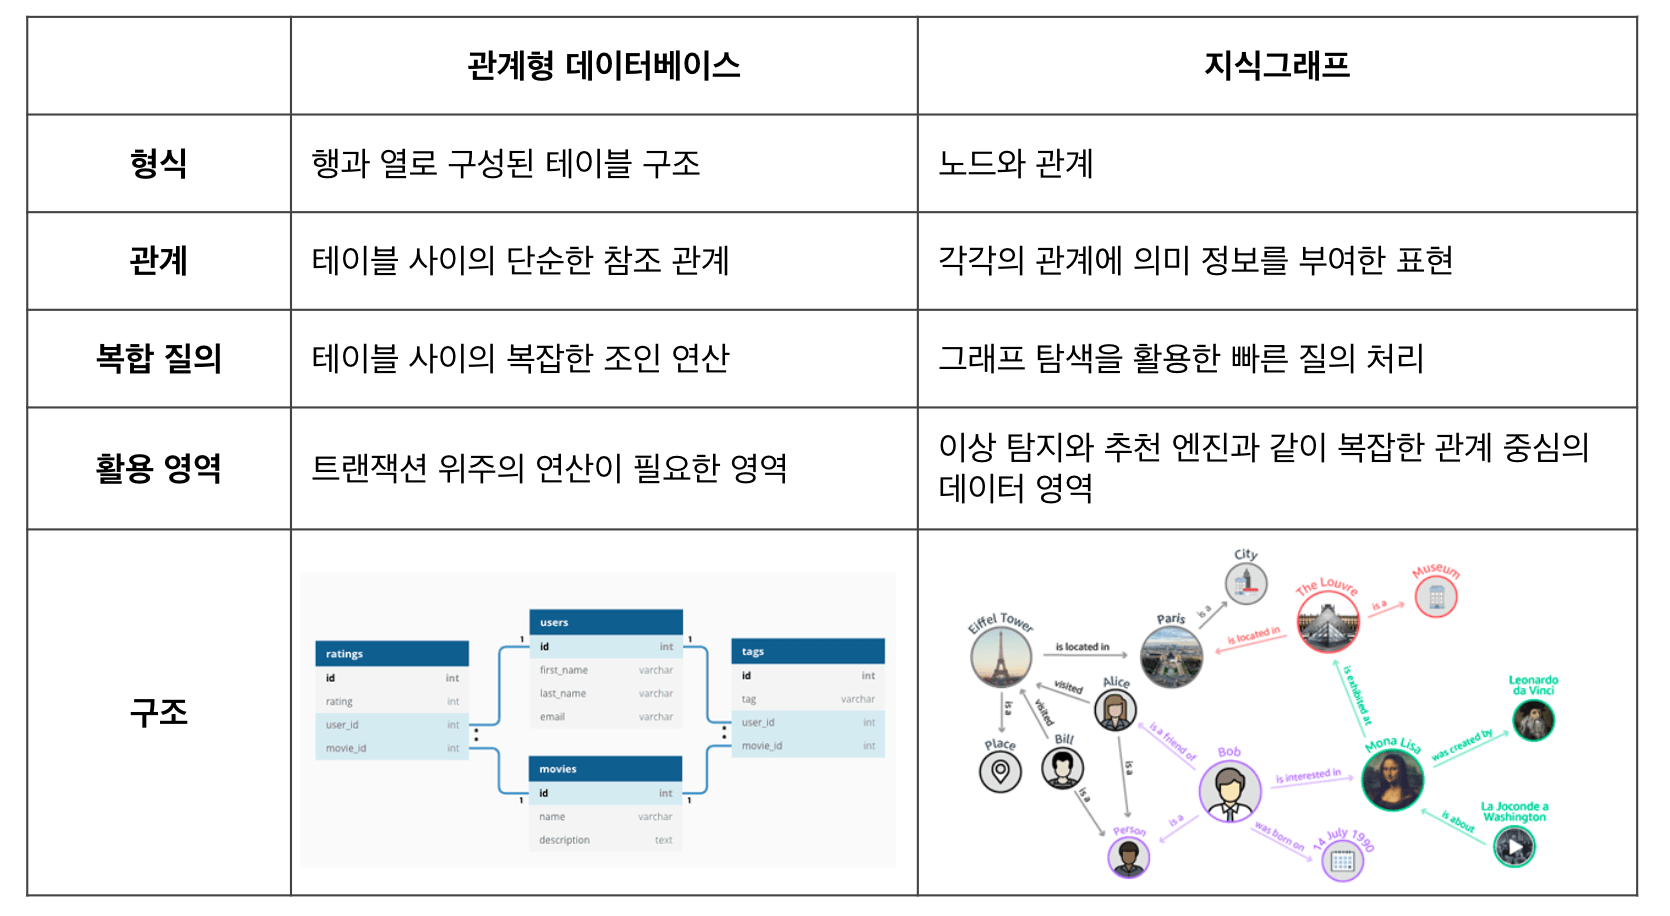 관계형 데이터베이스
지식그래프
형식
행과 열로 구성된 테이블 구조
노드와 관계
관계
테이블 사이의 단순한 참조 관계
각각의 관계에 의미 정보를 부여한 표현
복합 질의
테이블 사이의 복잡한 조인 연산
그래프 탐색을 활용한 빠른 질의 처리
활용 영역
트랜잭션 위주의 연산이 필요한 영역
이상 탐지와 추천 엔진과 같이 복잡한 관계 중심의
데이터 영역
구조
ratings
id int
rating int
user_id int
movie_id int
1
users
id int
first_name varchar
last_name varchar
email varchar
1
movies
id int
name varchar
description text
1
1
tags
id int
tag varchar
user_id int
movie_id int
City
is a
Paris
Eiffel Tower
is located in
The Louvre
is located in
is a
Museum
is a
Place
visited
visited
Alice
Bill
is a
is a
Person
is a friend of
Bob
is a
is interested in
was born on
14 July 1990
is exhibited at
Mona Lisa
was created by
Leonardo
da Vinci
is about
La Joconde a
Washington